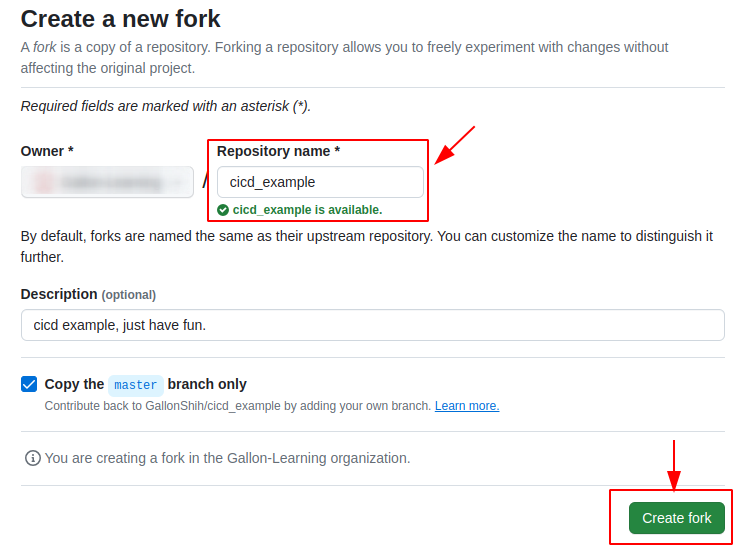 Create a new fork
A fork is a copy of a repository. Forking a repository allows you to freely experiment with changes without
affecting the original project.
Required fields are marked with an asterisk (*).
Owner *
Repository name *
/
cicd_example
cicd_example is available.
By default, forks are named the same as their upstream repository. You can customize the name to distinguish it
further.
Description (optional)
cicd example, just have fun.
Copy the master branch only
Contribute back to GallonShih/cicd_example by adding your own branch. Learn more.
You are creating a fork in the Gallon-Learning organization.
Create fork